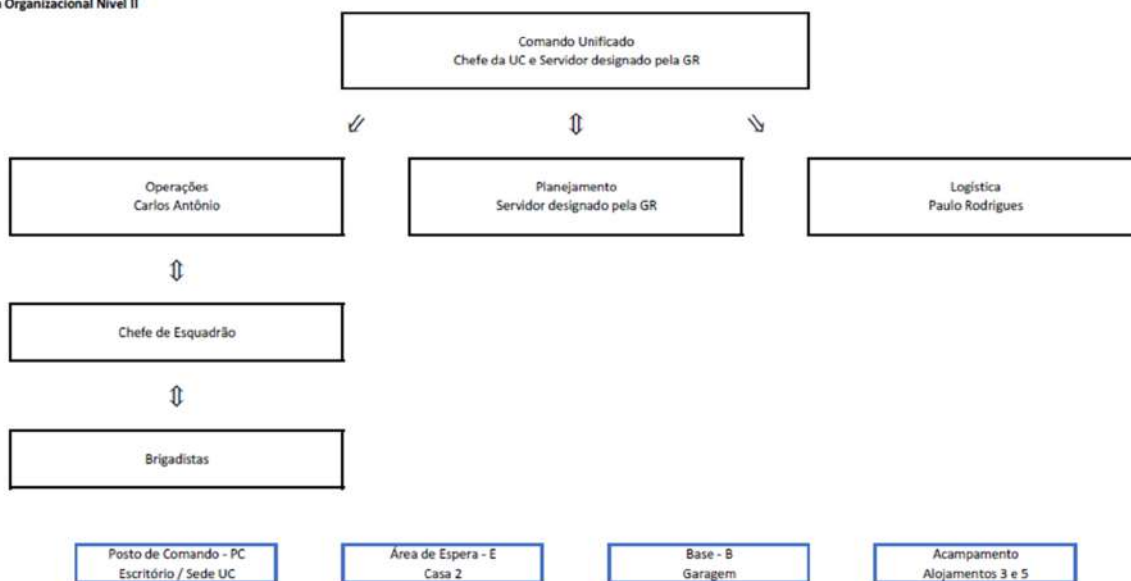 Organizacional Nível II
Comando Unificado
Chefe da UC e Servidor designado pela GR
Operações
Carlos Antônio
Planejamento
Servidor designado pela GR
Logística
Paulo Rodrigues
Chefe de Esquadrão
Brigadistas
Posto de Comando - PC
Escritório / Sede UC
Área de Espera - E
Casa 2
Base - B
Garagem
Acampamento
Alojamentos 3 e 5